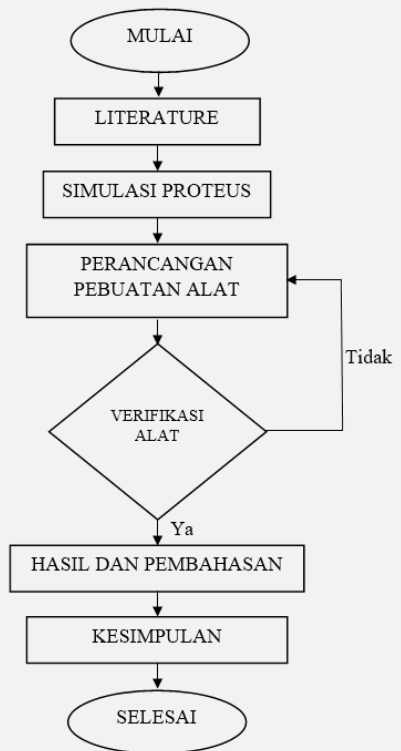 MULAI
LITERATURE
SIMULASI PROTEUS
PERANCANGAN
PEBUATAN ALAT
Tidak
VERIFIKASI
ALAT
Ya
HASIL DAN PEMBAHASAN
KESIMPULAN
SELESAI